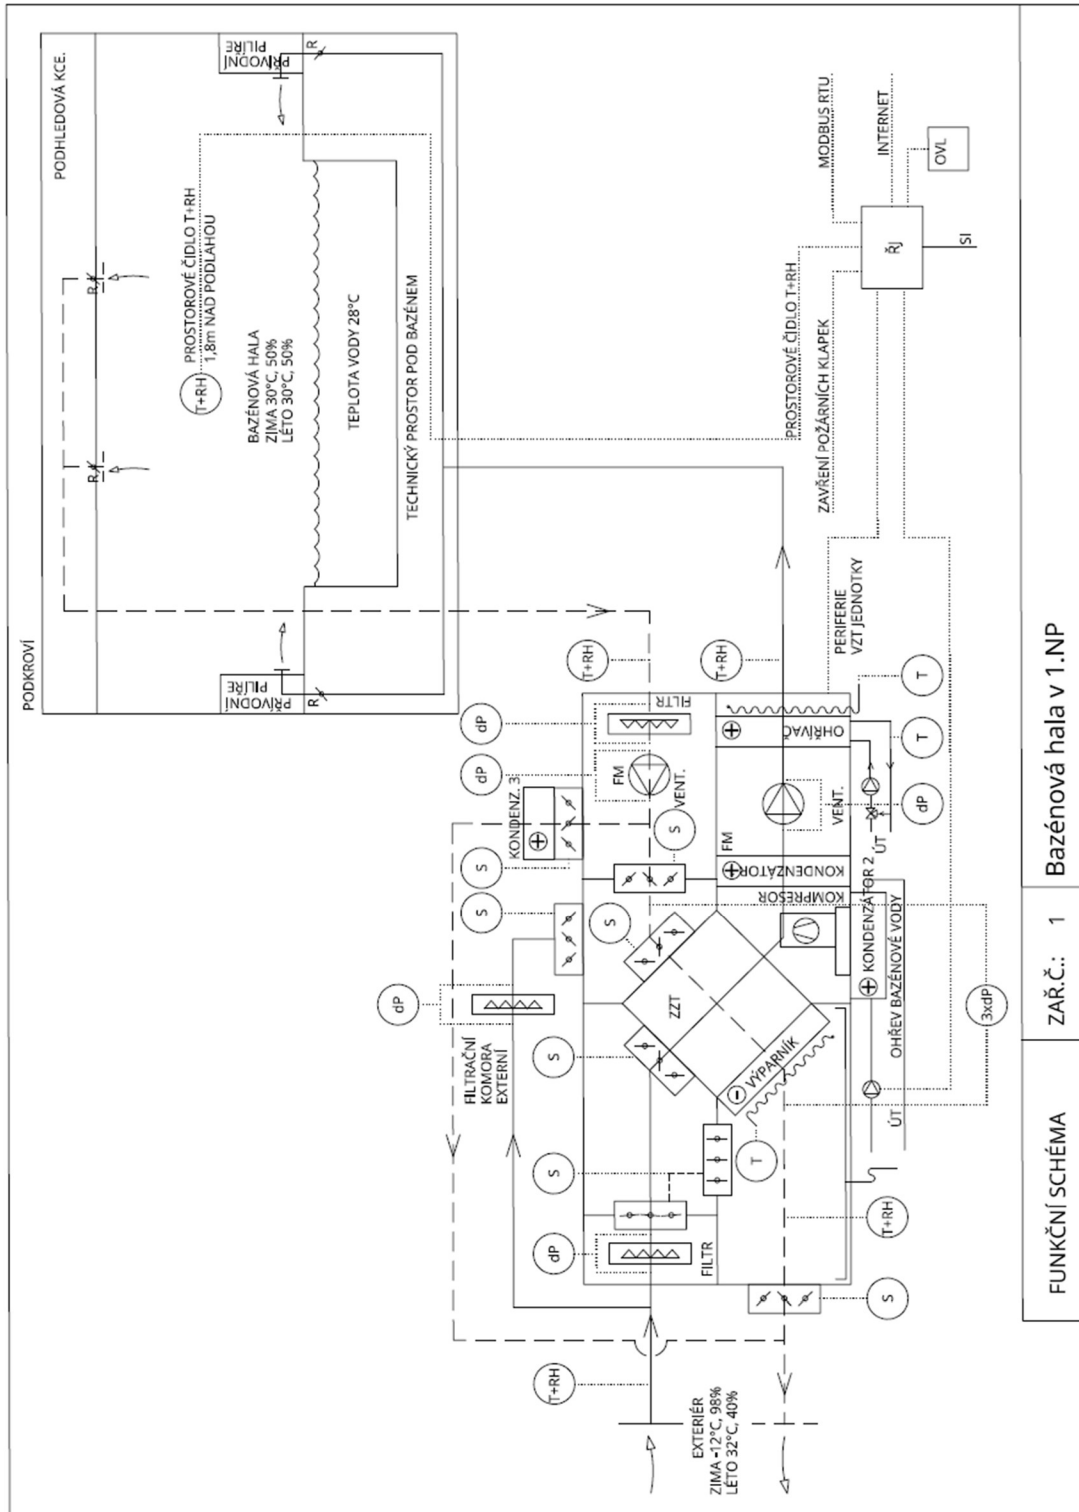 PODKROVÍ
PODHLEDOVÁ KCE.
PŘÍVODNÍ
PILÍŘE
R
R
R
PŘÍVODNÍ
PILÍŘE
R
T+RH
PROSTOROVÉ ČIDLO T+RH
1,8m NAD PODLAHOU
BAZÉNOVÁ HALA
ZIMA 30°C, 50%
LÉTO 30°C, 50%
TEPLOTA VODY 28°C
TECHNICKÝ PROSTOR POD BAZÉNEM
dP
FILTRAČNÍ
KOMORA
EXTERNÍ
S
S
KONDENZ. 3
dP
dP
T+RH
dP
S
S
S
S
FM
VENT.
FILTR
T+RH
EXTERIÉR
ZIMA -12°C, 98%
LÉTO 32°C, 40%
FILTR
ZZT
VÝPARNÍK
T
KOMPRESOR
KONDENZÁTOR
FM
VENT.
OHŘÍVAČ
T+RH
S
T+RH
ÚT
KONDENZÁTOR 2
OHŘEV BAZÉNOVÉ VODY
3xdP
ÚT
dP
T
T
PERIFERIE
VZT JEDNOTKY
PROSTOROVÉ ČIDLO T+RH
ZAVŘENÍ POŽÁRNÍCH KLAPEK
MODBUS RTU
INTERNET
OVL
ŘJ
SI
FUNKČNÍ SCHÉMA
ZAŘ.Č.: 1
Bazénová hala v 1.NP